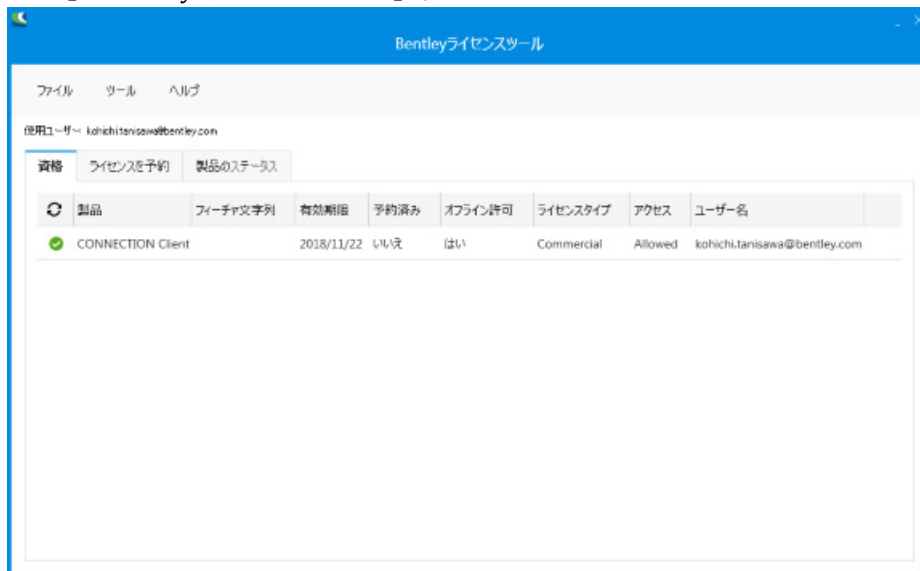 Bentleyライセンスツール
ファイル ツール ヘルプ
使用ユーザー kohichi.tanisawa@bentley.com
資格 ライセンスを予約 製品のステータス
製品 フィーチャ文字列 有効期限 予約済み オフライン許可 ライセンスタイプ アクセス ユーザー名
CONNECTION Client 2018/11/22 いいえ はい Commercial Allowed kohichi.tanisawa@bentley.com